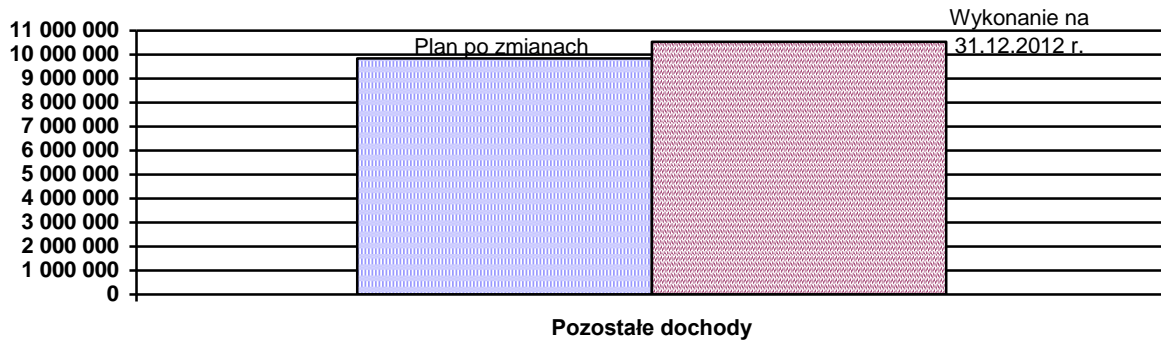 11 000 000
10 000 000
9 000 000
8 000 000
7 000 000
6 000 000
5 000 000
4 000 000
3 000 000
2 000 000
1 000 000
0
Plan po zmianach
Wykonanie na
31.12.2012 r.
Pozostałe dochody